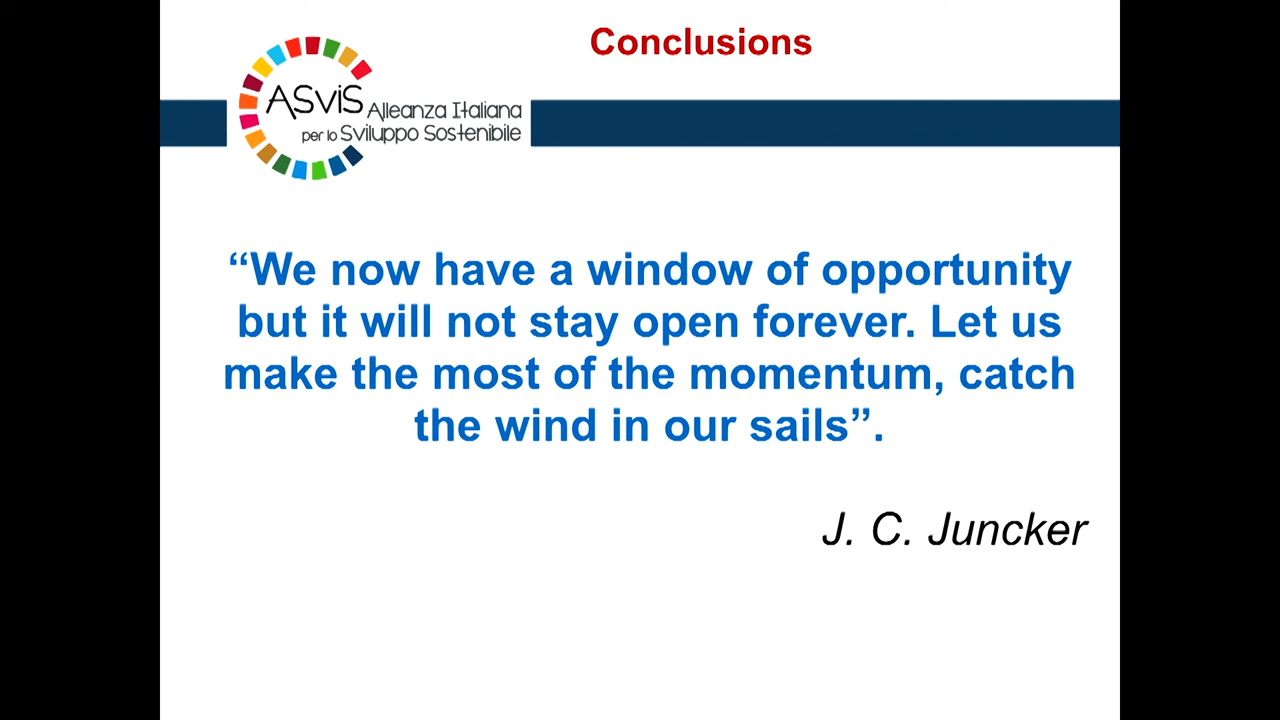 Conclusions
ASviS Alleanza Italiana
per lo Sviluppo Sostenibile
“We now have a window of opportunity
but it will not stay open forever. Let us
make the most of the momentum, catch
the wind in our sails”.
J. C. Juncker